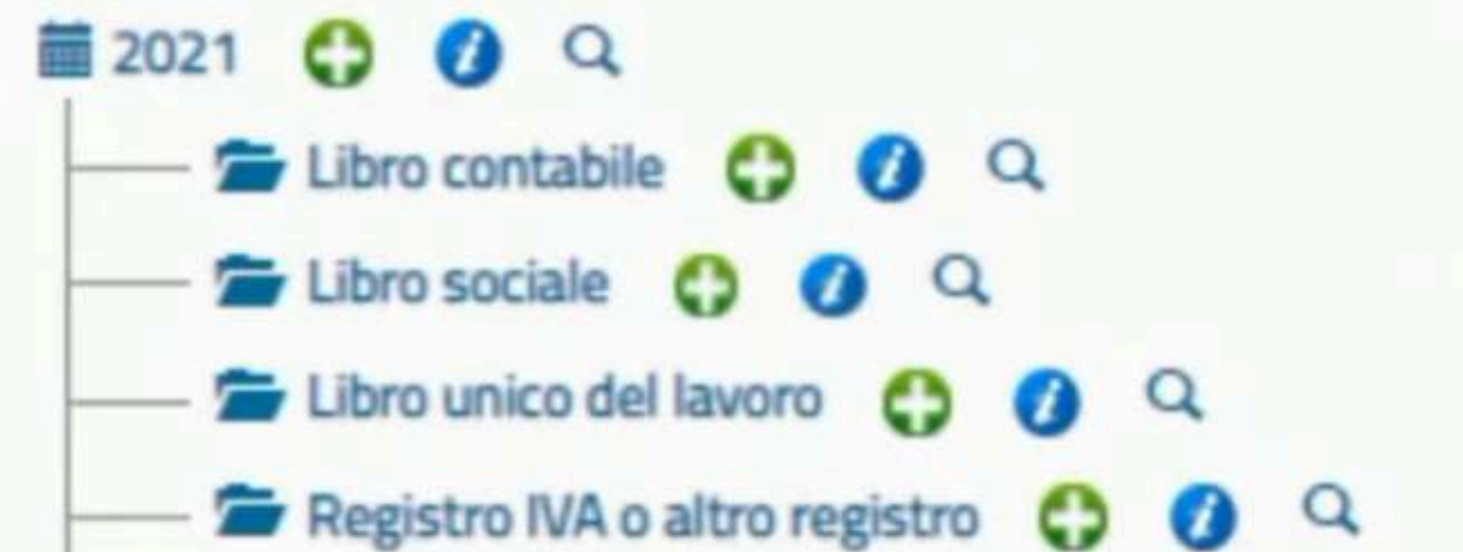 2021
Libro contabile
Libro sociale
Libro unico del lavoro
Registro IVA o altro registro